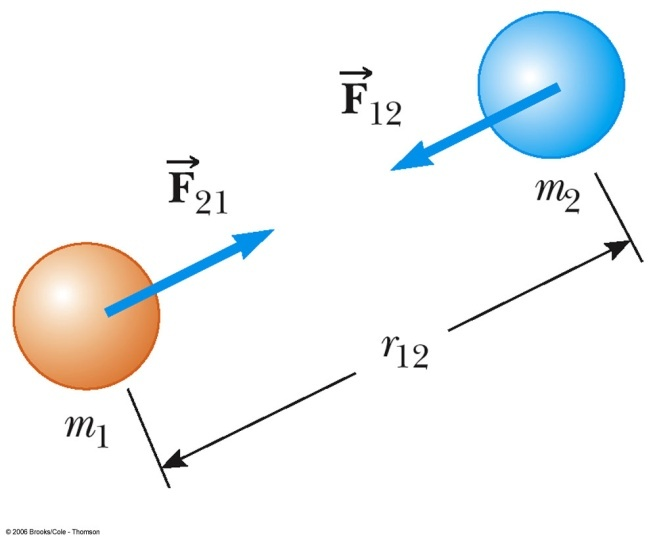 F⃗₁₂
F⃗₂₁
m₂
r₁₂
m₁
© 2006 Brooks/Cole - Thomson